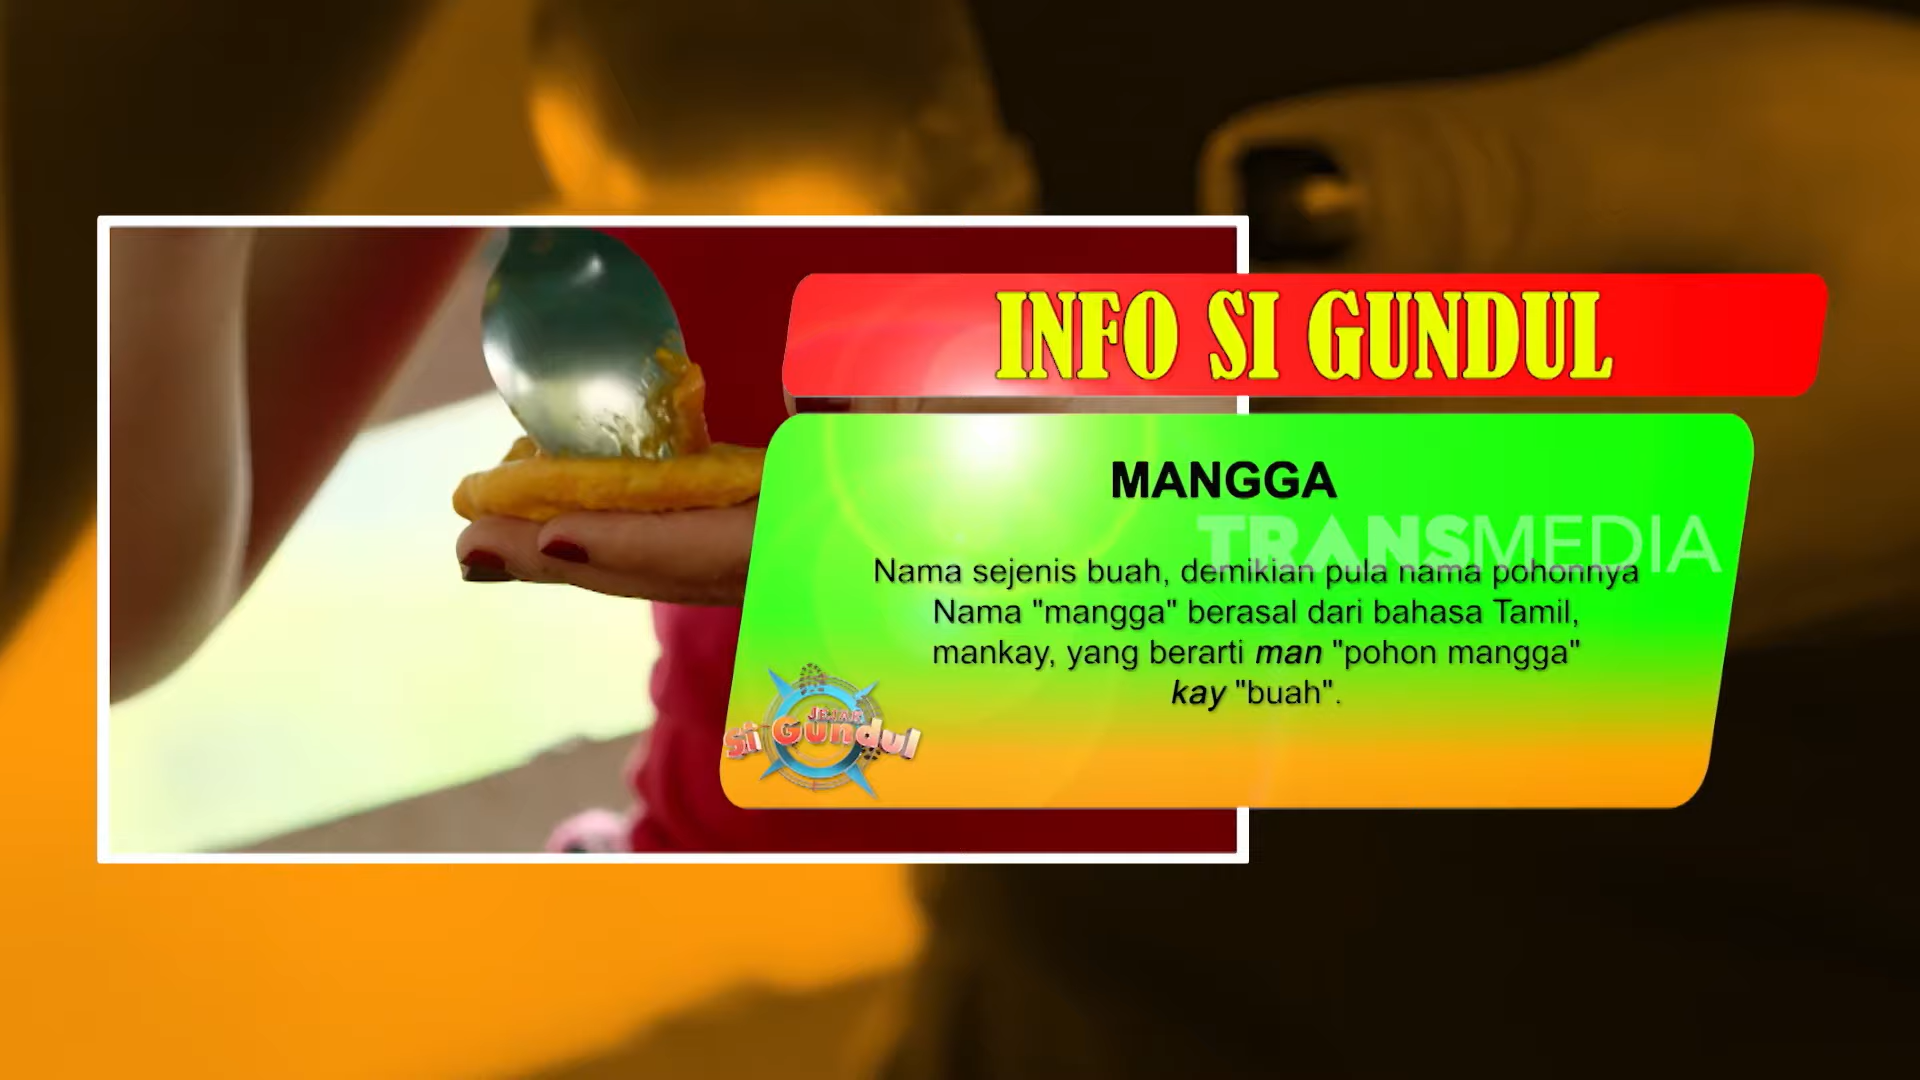 INFO SI GUNDUL
MANGGA
TRANSMEDIA
Nama sejenis buah, demikian pula nama pohonnya
Nama "mangga" berasal dari bahasa Tamil,
mankay, yang berarti man "pohon mangga"
kay "buah".
JEJAK
Si Gundul